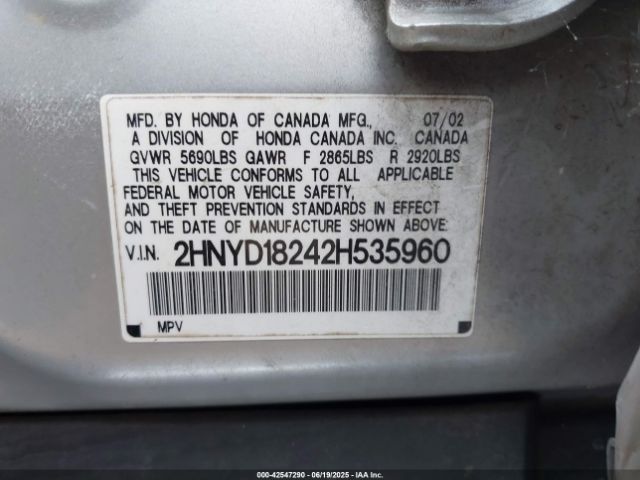 MFD. BY HONDA OF CANADA MFG., 07/02
A DIVISION OF HONDA CANADA INC. CANADA
GVWR 5690LBS GAWR F 2865LBS R 2920LBS
THIS VEHICLE CONFORMS TO ALL APPLICABLE
FEDERAL MOTOR VEHICLE SAFETY,
AND THEFT PREVENTION STANDARDS IN EFFECT
ON THE DATE OF MANUFACTURE SHOWN ABOVE.
V.I.N. 2HNYD18242H535960
MPV
000-42547290 - 06/19/2025 - IAAI.COM